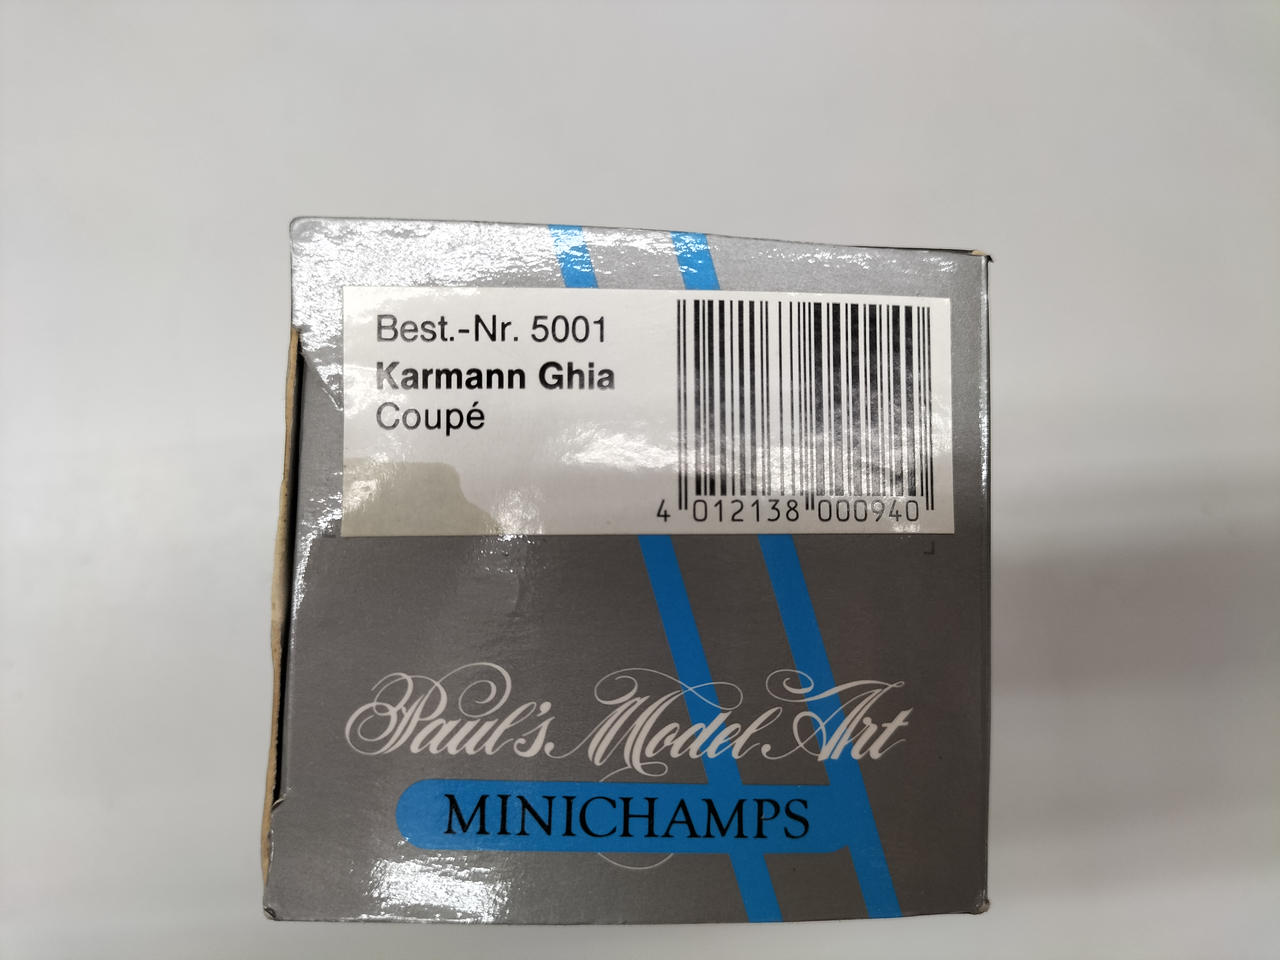 Best.-Nr. 5001
Karmann Ghia
Coupé
4 012138 000940
Paul's Model Art
MINICHAMPS